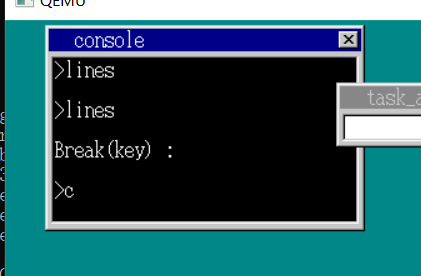 QEMU
console
>lines
>lines
Break(key) :
>c
task_a